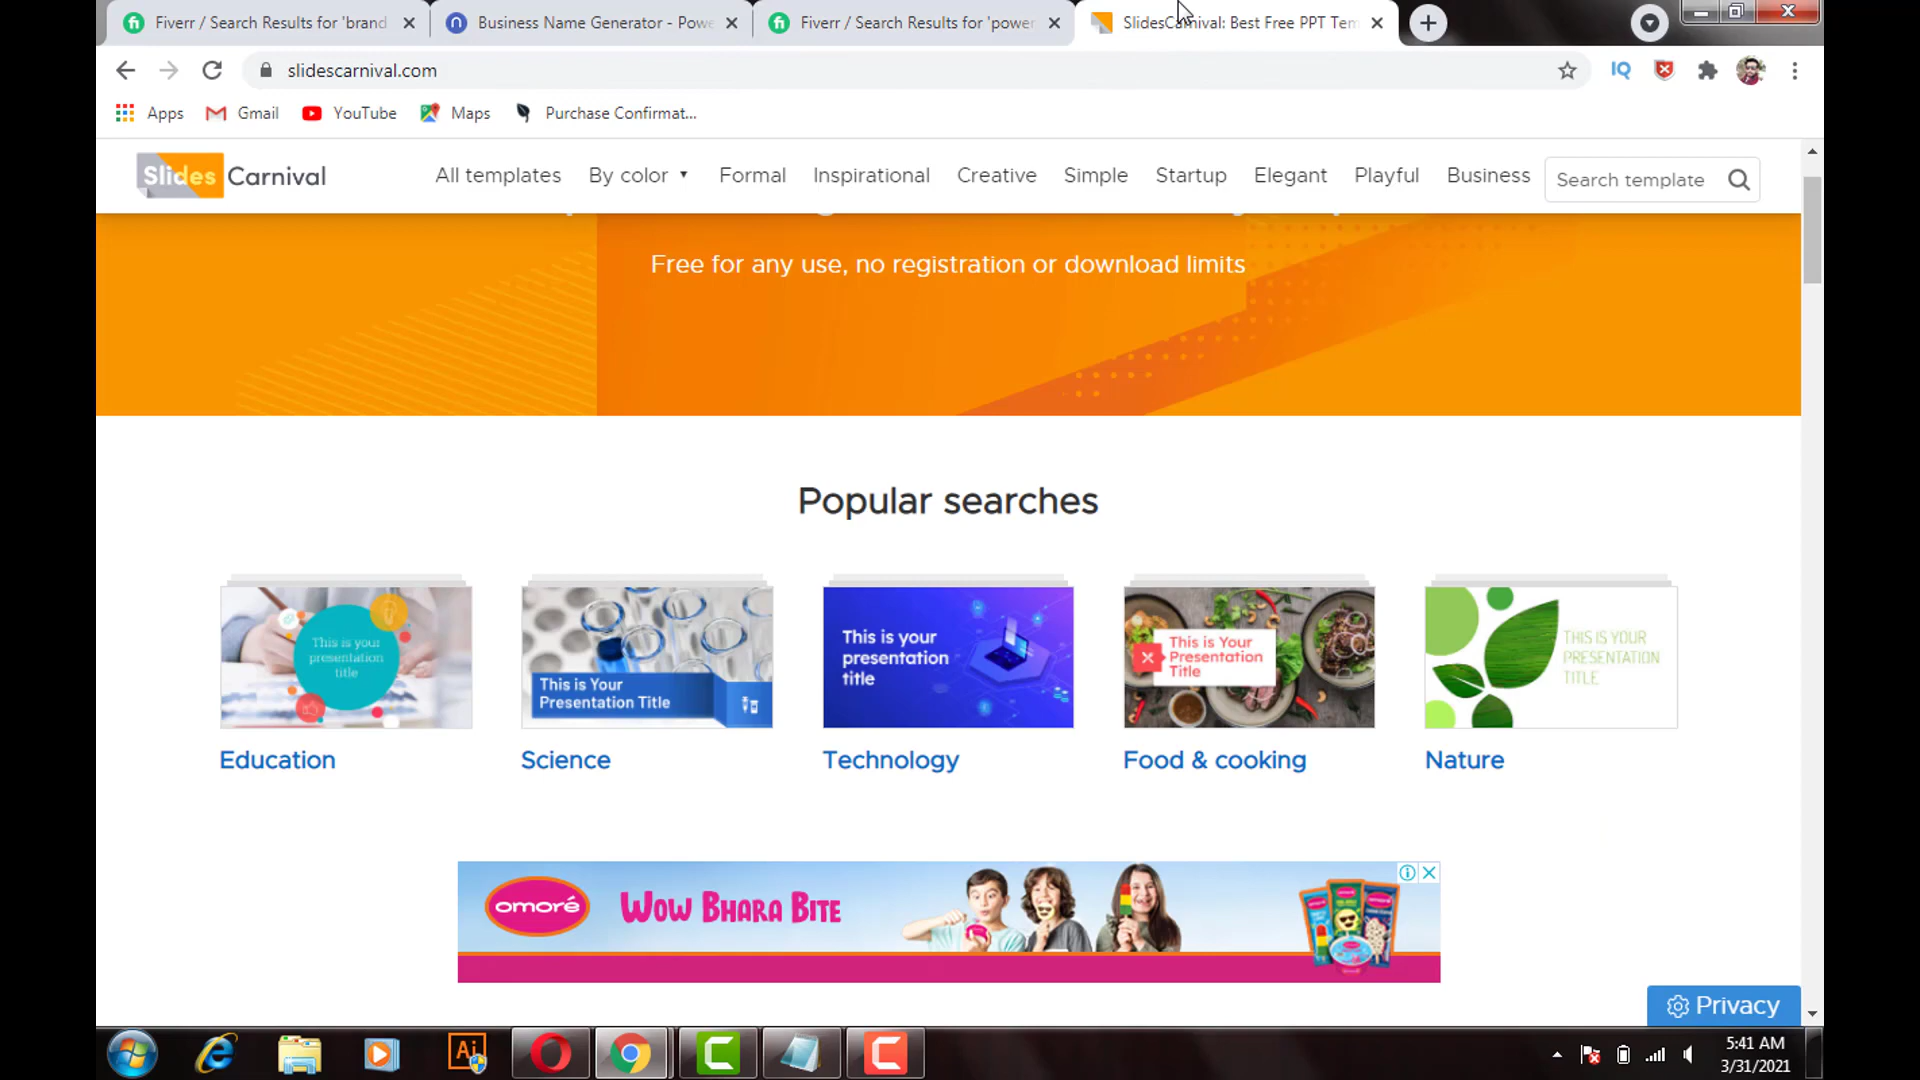 Fiverr / Search Results for 'brand
Business Name Generator - Powe
Fiverr / Search Results for 'power
SlidesCarnival: Best Free PPT Tem
slidescarnival.com
IQ
Apps
Gmail
YouTube
Maps
Purchase Confirmat...
Slides Carnival
All templates
By color
Formal
Inspirational
Creative
Simple
Startup
Elegant
Playful
Business
Search template
Free for any use, no registration or download limits
Popular searches
This is your
presentation
title
This is Your
Presentation Title
This is your
presentation
title
This is Your
Presentation
Title
THIS IS YOUR
PRESENTATION
TITLE
Education
Science
Technology
Food & cooking
Nature
omoré
WOW BHARA BITE
Privacy
Ai
5:41 AM
3/31/2021